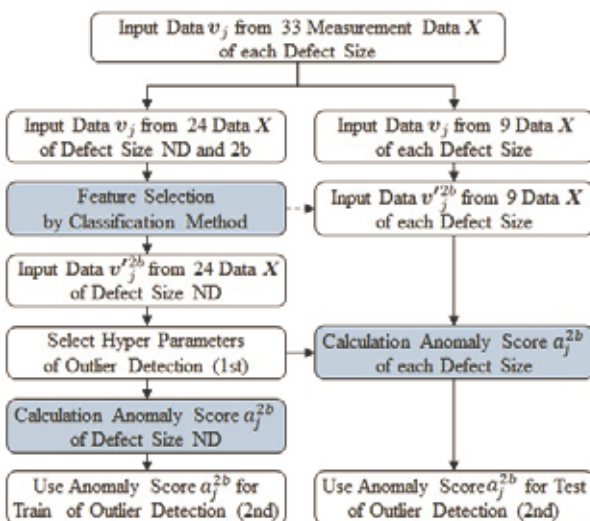 Input Data v_j from 33 Measurement Data X
of each Defect Size
Input Data v_j from 24 Data X
of Defect Size ND and 2b
Input Data v_j from 9 Data X
of each Defect Size
Feature Selection
by Classification Method
Input Data v'^{2b}_j from 9 Data X
of each Defect Size
Input Data v'^{2b}_j from 24 Data X
of Defect Size ND
Select Hyper Parameters
of Outlier Detection (1st)
Calculation Anomaly Score a^{2b}_j
of each Defect Size
Calculation Anomaly Score a^{2b}_j
of Defect Size ND
Use Anomaly Score a^{2b}_j for
Train of Outlier Detection (2nd)
Use Anomaly Score a^{2b}_j for Test
of Outlier Detection (2nd)